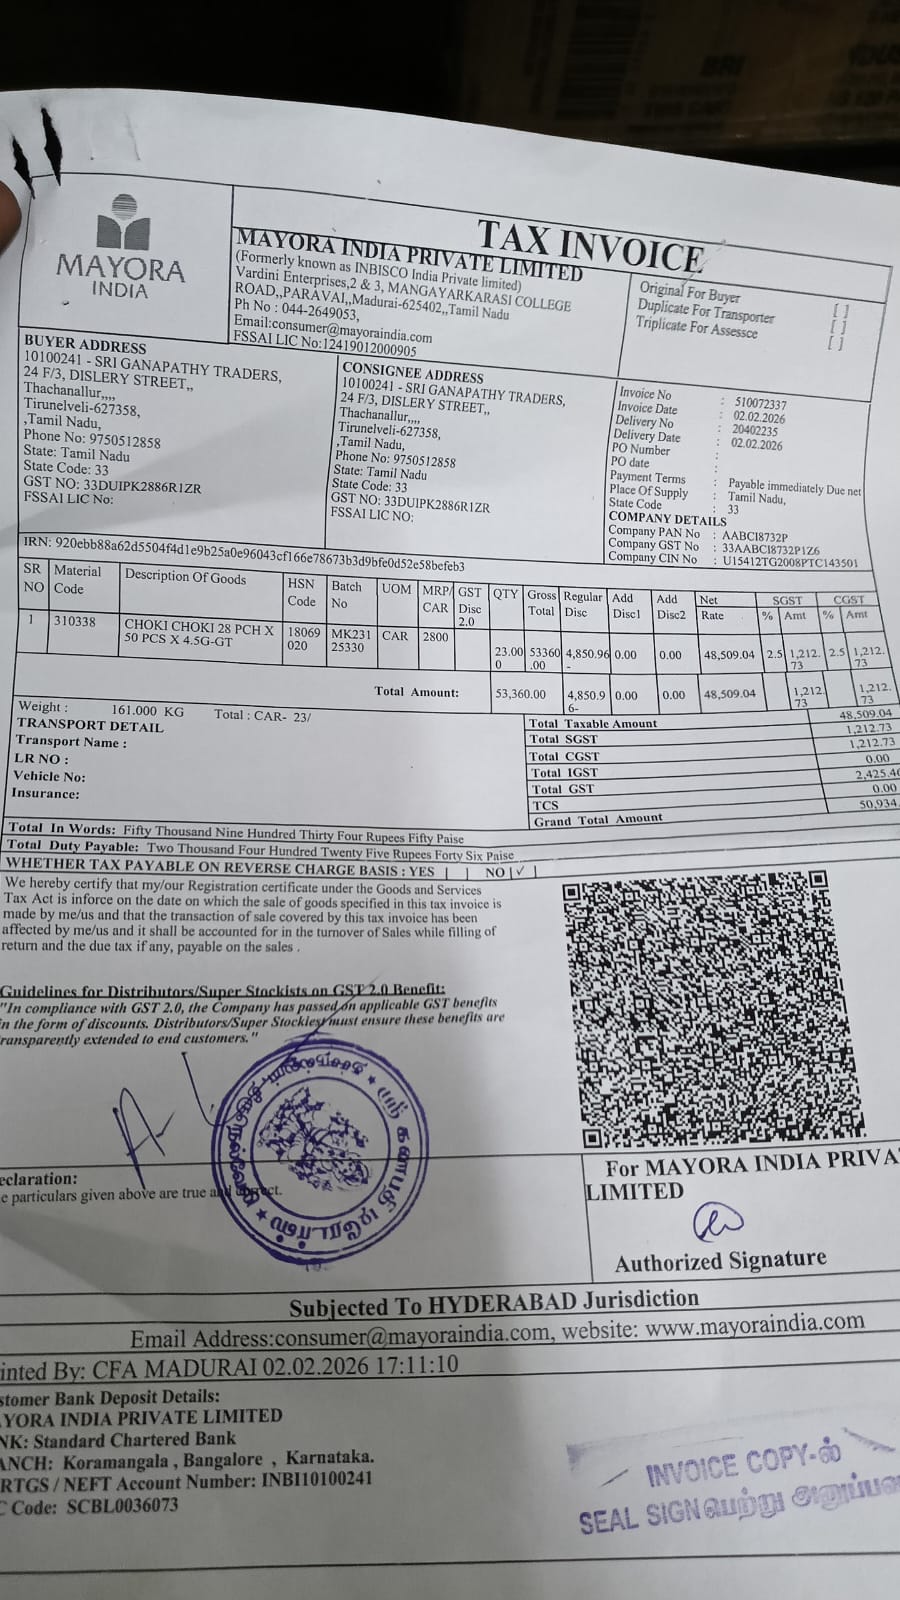 TAX INVOICE
MAYORA
INDIA
MAYORA INDIA PRIVATE LIMITED
(Formerly known as INBISCO India Private limited)
Vardini Enterprises,2 & 3, MANGAYARKARASI COLLEGE
ROAD,,PARAVAI,,Madurai-625402,,Tamil Nadu
Ph No : 044-2649053,
Email:consumer@mayoraindia.com
FSSAI LIC No:12419012000905
Original For Buyer [ ]
Duplicate For Transporter [ ]
Triplicate For Assessce [ ]
BUYER ADDRESS
10100241 - SRI GANAPATHY TRADERS,
24 F/3, DISLERY STREET,,
Thachanallur,,,,
Tirunelveli-627358,
,Tamil Nadu,
Phone No: 9750512858
State: Tamil Nadu
State Code: 33
GST NO: 33DUIPK2886R1ZR
FSSAI LIC No:
CONSIGNEE ADDRESS
10100241 - SRI GANAPATHY TRADERS,
24 F/3, DISLERY STREET,,
Thachanallur,,,,
Tirunelveli-627358,
,Tamil Nadu,
Phone No: 9750512858
State: Tamil Nadu
State Code: 33
GST NO: 33DUIPK2886R1ZR
FSSAI LIC NO:
Invoice No : 510072337
Invoice Date : 02.02.2026
Delivery No : 20402235
Delivery Date : 02.02.2026
PO Number :
PO date :
Payment Terms : Payable immediately Due net
Place Of Supply : Tamil Nadu,
State Code : 33
COMPANY DETAILS
Company PAN No : AABCI8732P
Company GST No : 33AABCI8732P1Z6
Company CIN No : U15412TG2008PTC143501
IRN: 920ebb88a62d5504f4d1e9b25a0e96043cf166e78673b3d9bfe0d52e58befeb3
SR NO Material Code Description Of Goods HSN Code Batch No UOM MRP/ CAR GST Disc 2.0 QTY Gross Total Regular Disc Add Disc1 Add Disc2 Net Rate SGST % Amt CGST % Amt
1 310338 CHOKI CHOKI 28 PCH X 50 PCS X 4.5G-GT 18069020 MK23125330 CAR 2800 23.000 53360.00 4,850.96- 0.00 0.00 48,509.04 2.5 1,212.73 2.5 1,212.73
Total Amount: 53,360.00 4,850.96- 0.00 0.00 48,509.04 1,212.73 1,212.73
Weight : 161.000 KG Total : CAR- 23/
TRANSPORT DETAIL
Transport Name :
LR NO :
Vehicle No:
Insurance:
Total Taxable Amount 48,509.04
Total SGST 1,212.73
Total CGST 1,212.73
Total IGST 0.00
Total GST 2,425.46
TCS 0.00
Grand Total Amount 50,934.
Total In Words: Fifty Thousand Nine Hundred Thirty Four Rupees Fifty Paise
Total Duty Payable: Two Thousand Four Hundred Twenty Five Rupees Forty Six Paise
WHETHER TAX PAYABLE ON REVERSE CHARGE BASIS : YES | | NO |✓ |
We hereby certify that my/our Registration certificate under the Goods and Services
Tax Act is inforce on the date on which the sale of goods specified in this tax invoice is
made by me/us and that the transaction of sale covered by this tax invoice has been
affected by me/us and it shall be accounted for in the turnover of Sales while filling of
return and the due tax if any, payable on the sales .
Guidelines for Distributors/Super Stockists on GST 2.0 Benefit:
"In compliance with GST 2.0, the Company has passed on applicable GST benefits
in the form of discounts. Distributors/Super Stockiest must ensure these benefits are
ransparently extended to end customers."
ஸ்ரீ கணபதி டிரேடர்ஸ்
eclaration:
e particulars given above are true and correct.
For MAYORA INDIA PRIVA
LIMITED
Authorized Signature
Subjected To HYDERABAD Jurisdiction
Email Address:consumer@mayoraindia.com, website: www.mayoraindia.com
inted By: CFA MADURAI 02.02.2026 17:11:10
stomer Bank Deposit Details:
AYORA INDIA PRIVATE LIMITED
NK: Standard Chartered Bank
ANCH: Koramangala , Bangalore , Karnataka.
RTGS / NEFT Account Number: INBI10100241
C Code: SCBL0036073
INVOICE COPY-ல்
SEAL SIGN பெற்று அனுப்ப